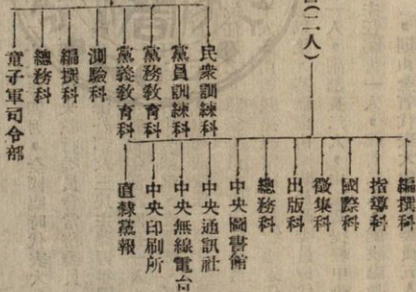 (二人)
編撰科
指導科
國際科
徵集科
出版科
總務科
中央圖書館
中央通訊社
中央無線電台
中央印刷所
直隸黨報
民衆訓練科
黨員訓練科
黨務教育科
黨義教育科
測驗科
編撰科
總務科
童子軍司令部